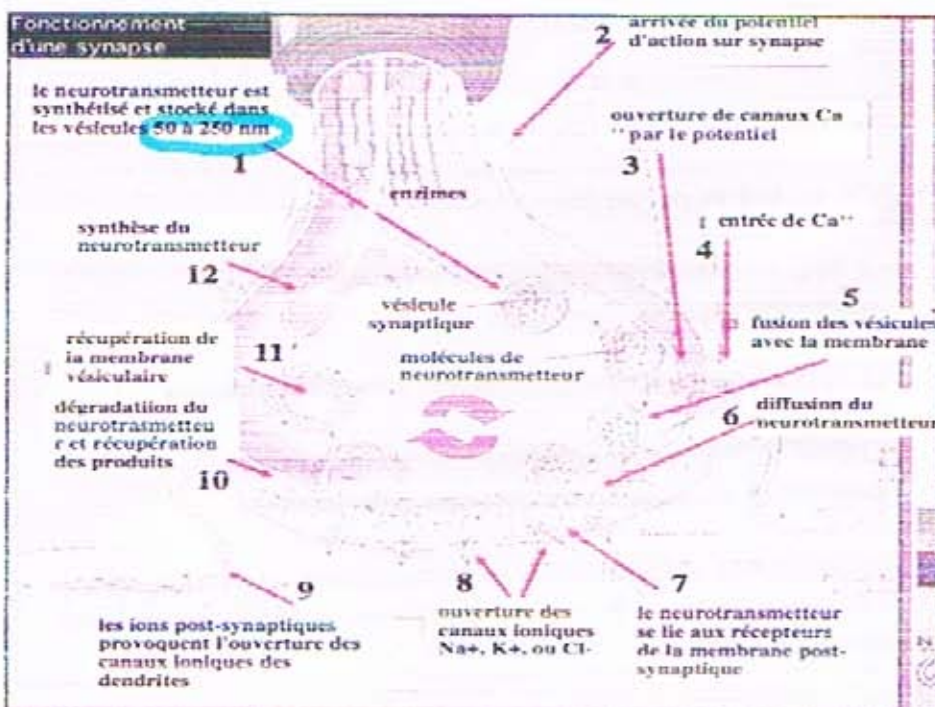 Fonctionnement
d'une synapse
2
arrivée du potentiel
d'action sur synapse
le neurotransmetteur est
synthétisé et stocké dans
les vésicules 50 à 250 nm
1
ouverture de canaux Ca
++ par le potentiel
3
enzimes
entrée de Ca++
4
synthèse du
neurotransmetteur
12
vésicule
synaptique
5
fusion des vésicules
avec la membrane
récupération de
la membrane
vésiculaire
11
molécules de
neurotransmetteur
6
diffusion du
neurotransmetteur
dégradatiion du
neurotrasmetteu
r et récupération
des produits
10
9
les ions post-synaptiques
provoquent l'ouverture des
canaux ioniques des
dendrites
8
ouverture des
canaux ioniques
Na+, K+, ou Cl-
7
le neurotransmetteur
se lie aux récepteurs
de la membrane post-
synaptique